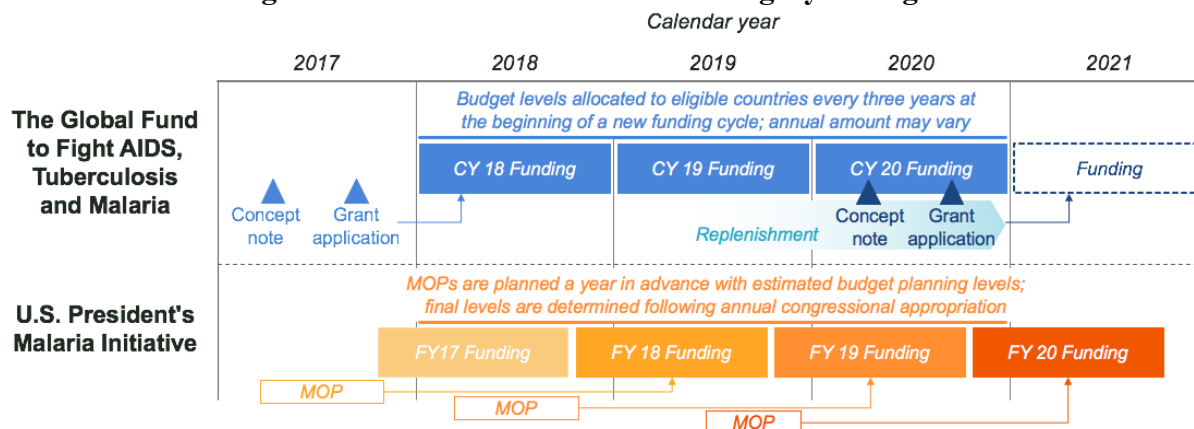 Calendar year
2017 2018 2019 2020 2021
The Global Fund
to Fight AIDS,
Tuberculosis
and Malaria
Budget levels allocated to eligible countries every three years at
the beginning of a new funding cycle; annual amount may vary
CY 18 Funding CY 19 Funding CY 20 Funding Funding
Concept
note
Grant
application
Replenishment
Concept
note
Grant
application
U.S. President's
Malaria Initiative
MOPs are planned a year in advance with estimated budget planning levels;
final levels are determined following annual congressional appropriation
FY17 Funding FY 18 Funding FY 19 Funding FY 20 Funding
MOP
MOP
MOP